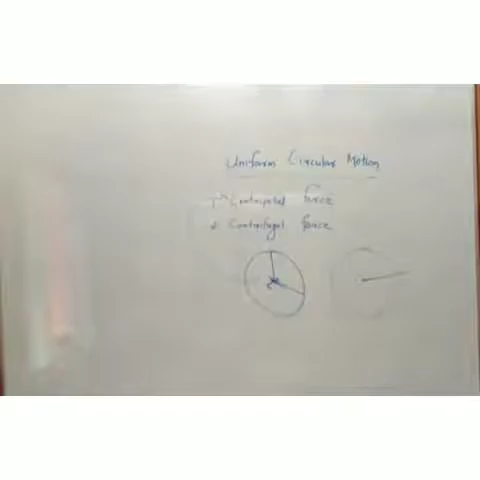 Uniform Circular Motion
1) Centripetal force
2) Centrifugal force